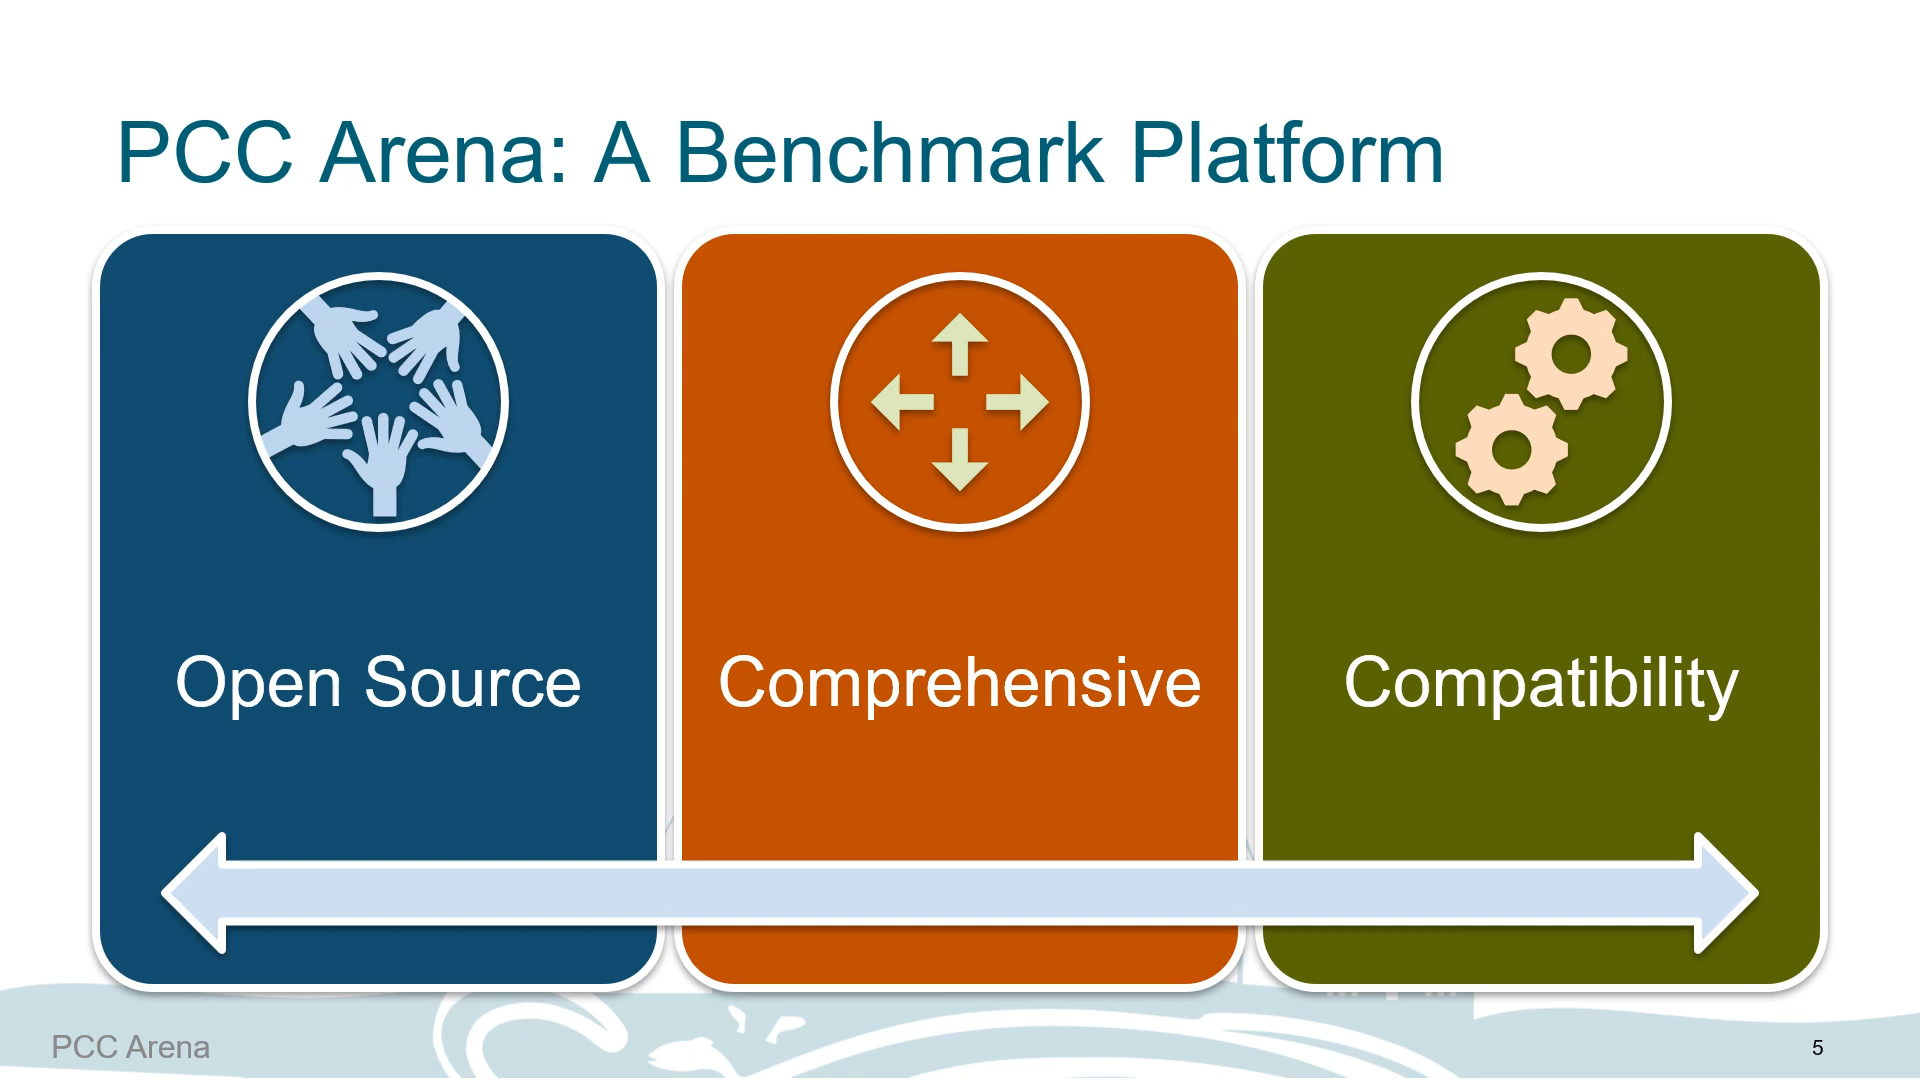 PCC Arena: A Benchmark Platform
Open Source
Comprehensive
Compatibility
PCC Arena
5